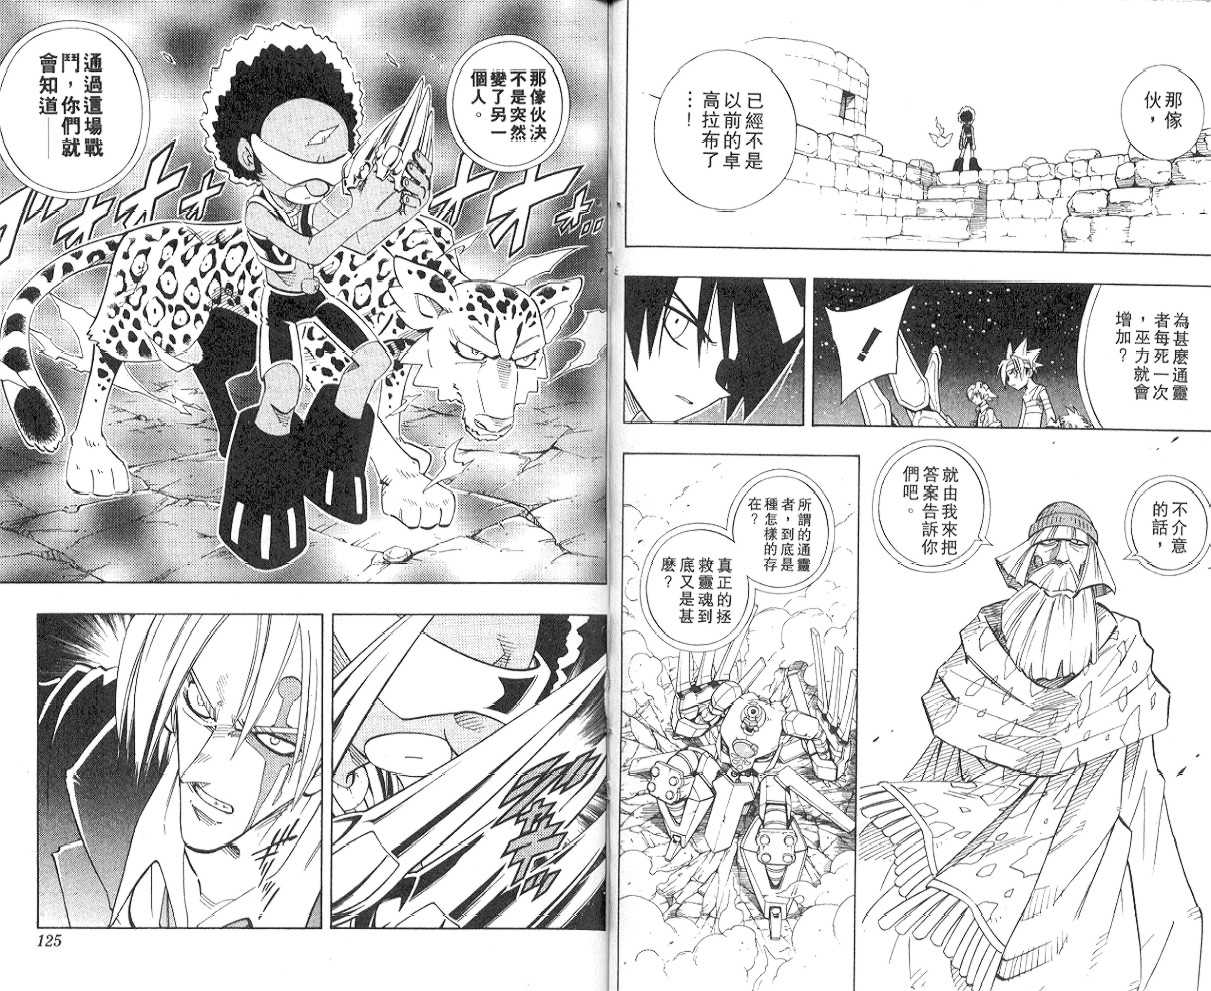 那傢
伙，
已經不是
以前的卓
高拉布了
…！
為甚麼通靈
者每死一次
，巫力就會
增加？
！
不介意
的話，
就由我來把
答案告訴你
們吧。
所謂的通靈
者，到底是
種怎樣的存
在？
真正的拯
救靈魂到
底又是甚
麼？
那傢伙決
不是突然
變了另一
個人。
通過這場戰
鬥，你們就
會知道──
125